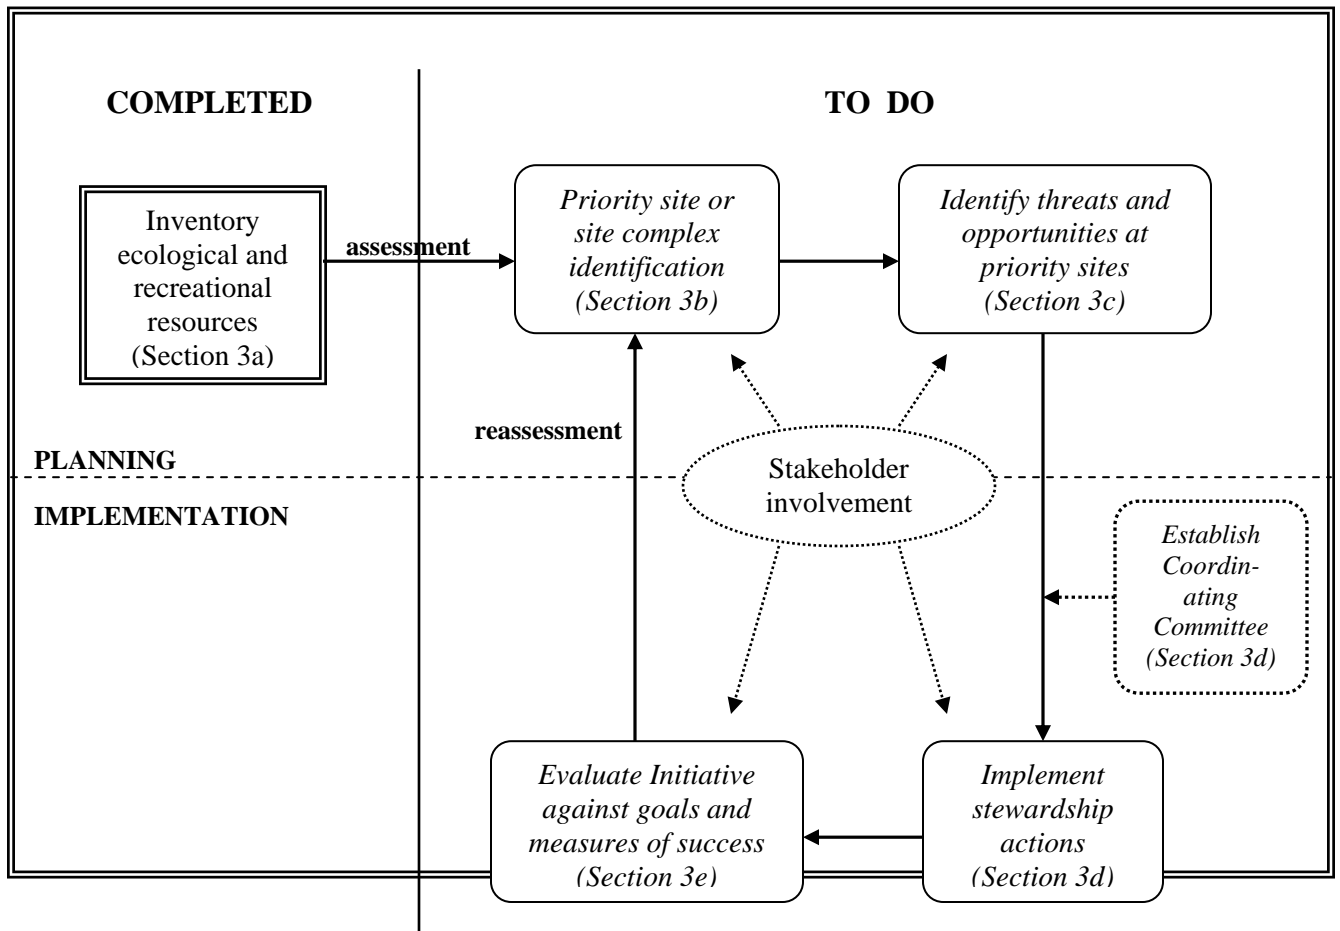 COMPLETED
TO DO
Inventory
ecological and
recreational
resources
(Section 3a)
assessment
Priority site or
site complex
identification
(Section 3b)
Identify threats and
opportunities at
priority sites
(Section 3c)
reassessment
PLANNING
Stakeholder
involvement
IMPLEMENTATION
Establish
Coordin-
ating
Committee
(Section 3d)
Evaluate Initiative
against goals and
measures of success
(Section 3e)
Implement
stewardship
actions
(Section 3d)